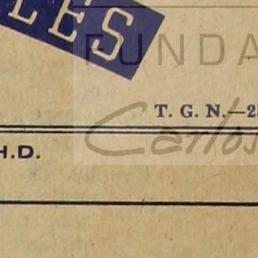 LES
FUNDA
T. G. N.—2
Carlos
H.D.